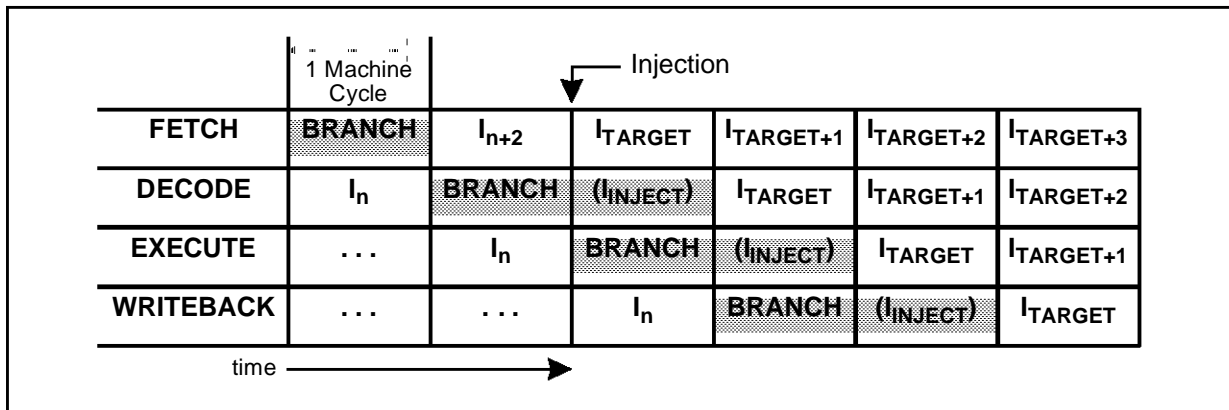 1 Machine
Cycle
Injection
FETCH BRANCH In+2 ITARGET ITARGET+1 ITARGET+2 ITARGET+3
DECODE In BRANCH (IINJECT) ITARGET ITARGET+1 ITARGET+2
EXECUTE . . . In BRANCH (IINJECT) ITARGET ITARGET+1
WRITEBACK . . . . . . In BRANCH (IINJECT) ITARGET
time